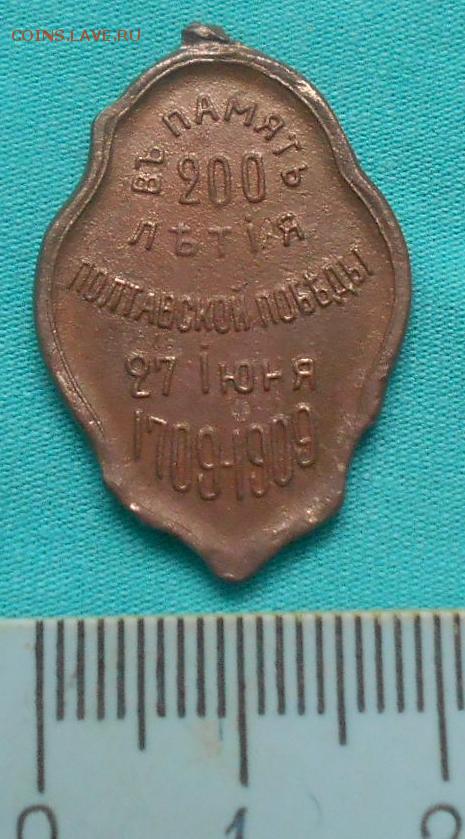 COINS.LAVE.RU
ВЪ ПАМЯТЬ
200
ЛѢТІЯ
ПОЛТАВСКОЙ ПОБѢДЫ
27 Іюня
1709-1909
0 1 2